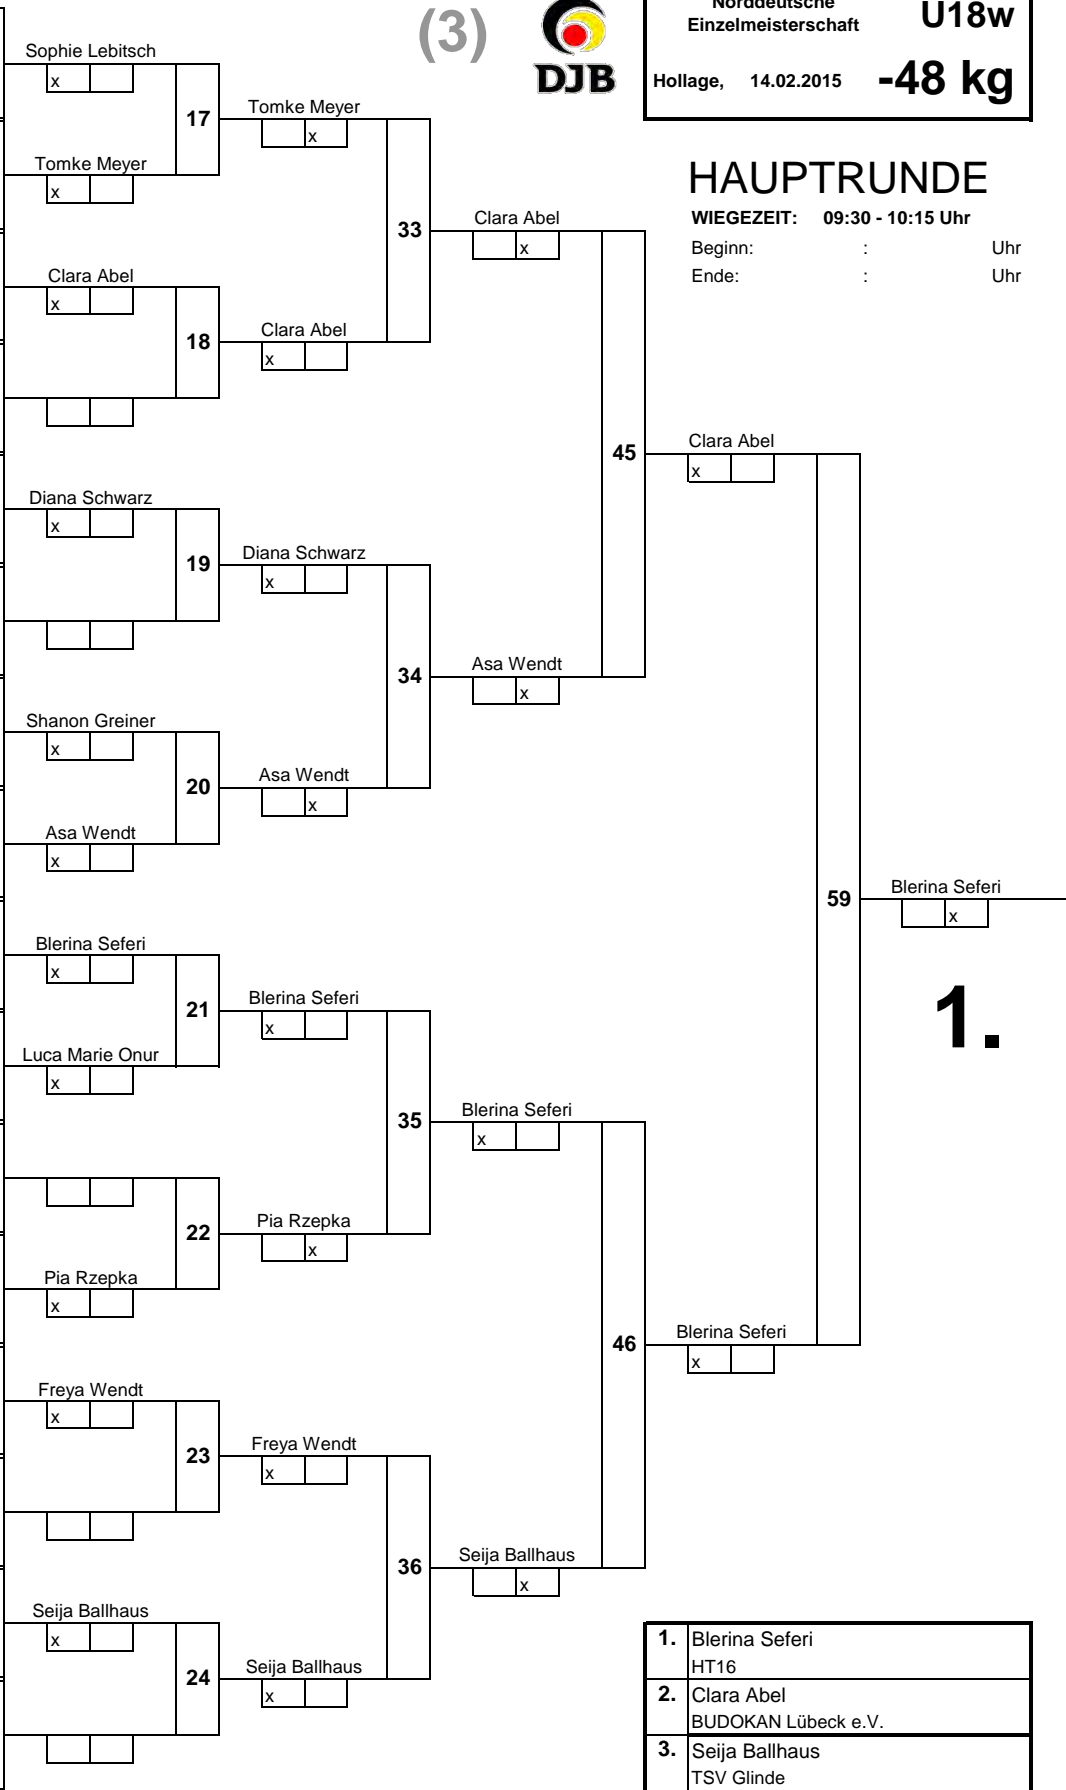 (3)
DJB
Norddeutsche
Einzelmeisterschaft
U18w
Hollage, 14.02.2015
-48 kg
HAUPTRUNDE
WIEGEZEIT: 09:30 - 10:15 Uhr
Beginn: : Uhr
Ende: : Uhr
Sophie Lebitsch
x
17
Tomke Meyer
x
Tomke Meyer
x
33
Clara Abel
x
Clara Abel
x
18
Clara Abel
x
45
Clara Abel
x
Diana Schwarz
x
19
Diana Schwarz
x
34
Asa Wendt
x
Shanon Greiner
x
20
Asa Wendt
x
Asa Wendt
x
59
Blerina Seferi
x
1.
Blerina Seferi
x
21
Blerina Seferi
x
Luca Marie Onur
x
35
Blerina Seferi
x
22
Pia Rzepka
x
Pia Rzepka
x
46
Blerina Seferi
x
Freya Wendt
x
23
Freya Wendt
x
36
Seija Ballhaus
x
Seija Ballhaus
x
24
Seija Ballhaus
x
1. Blerina Seferi
HT16
2. Clara Abel
BUDOKAN Lübeck e.V.
3. Seija Ballhaus
TSV Glinde